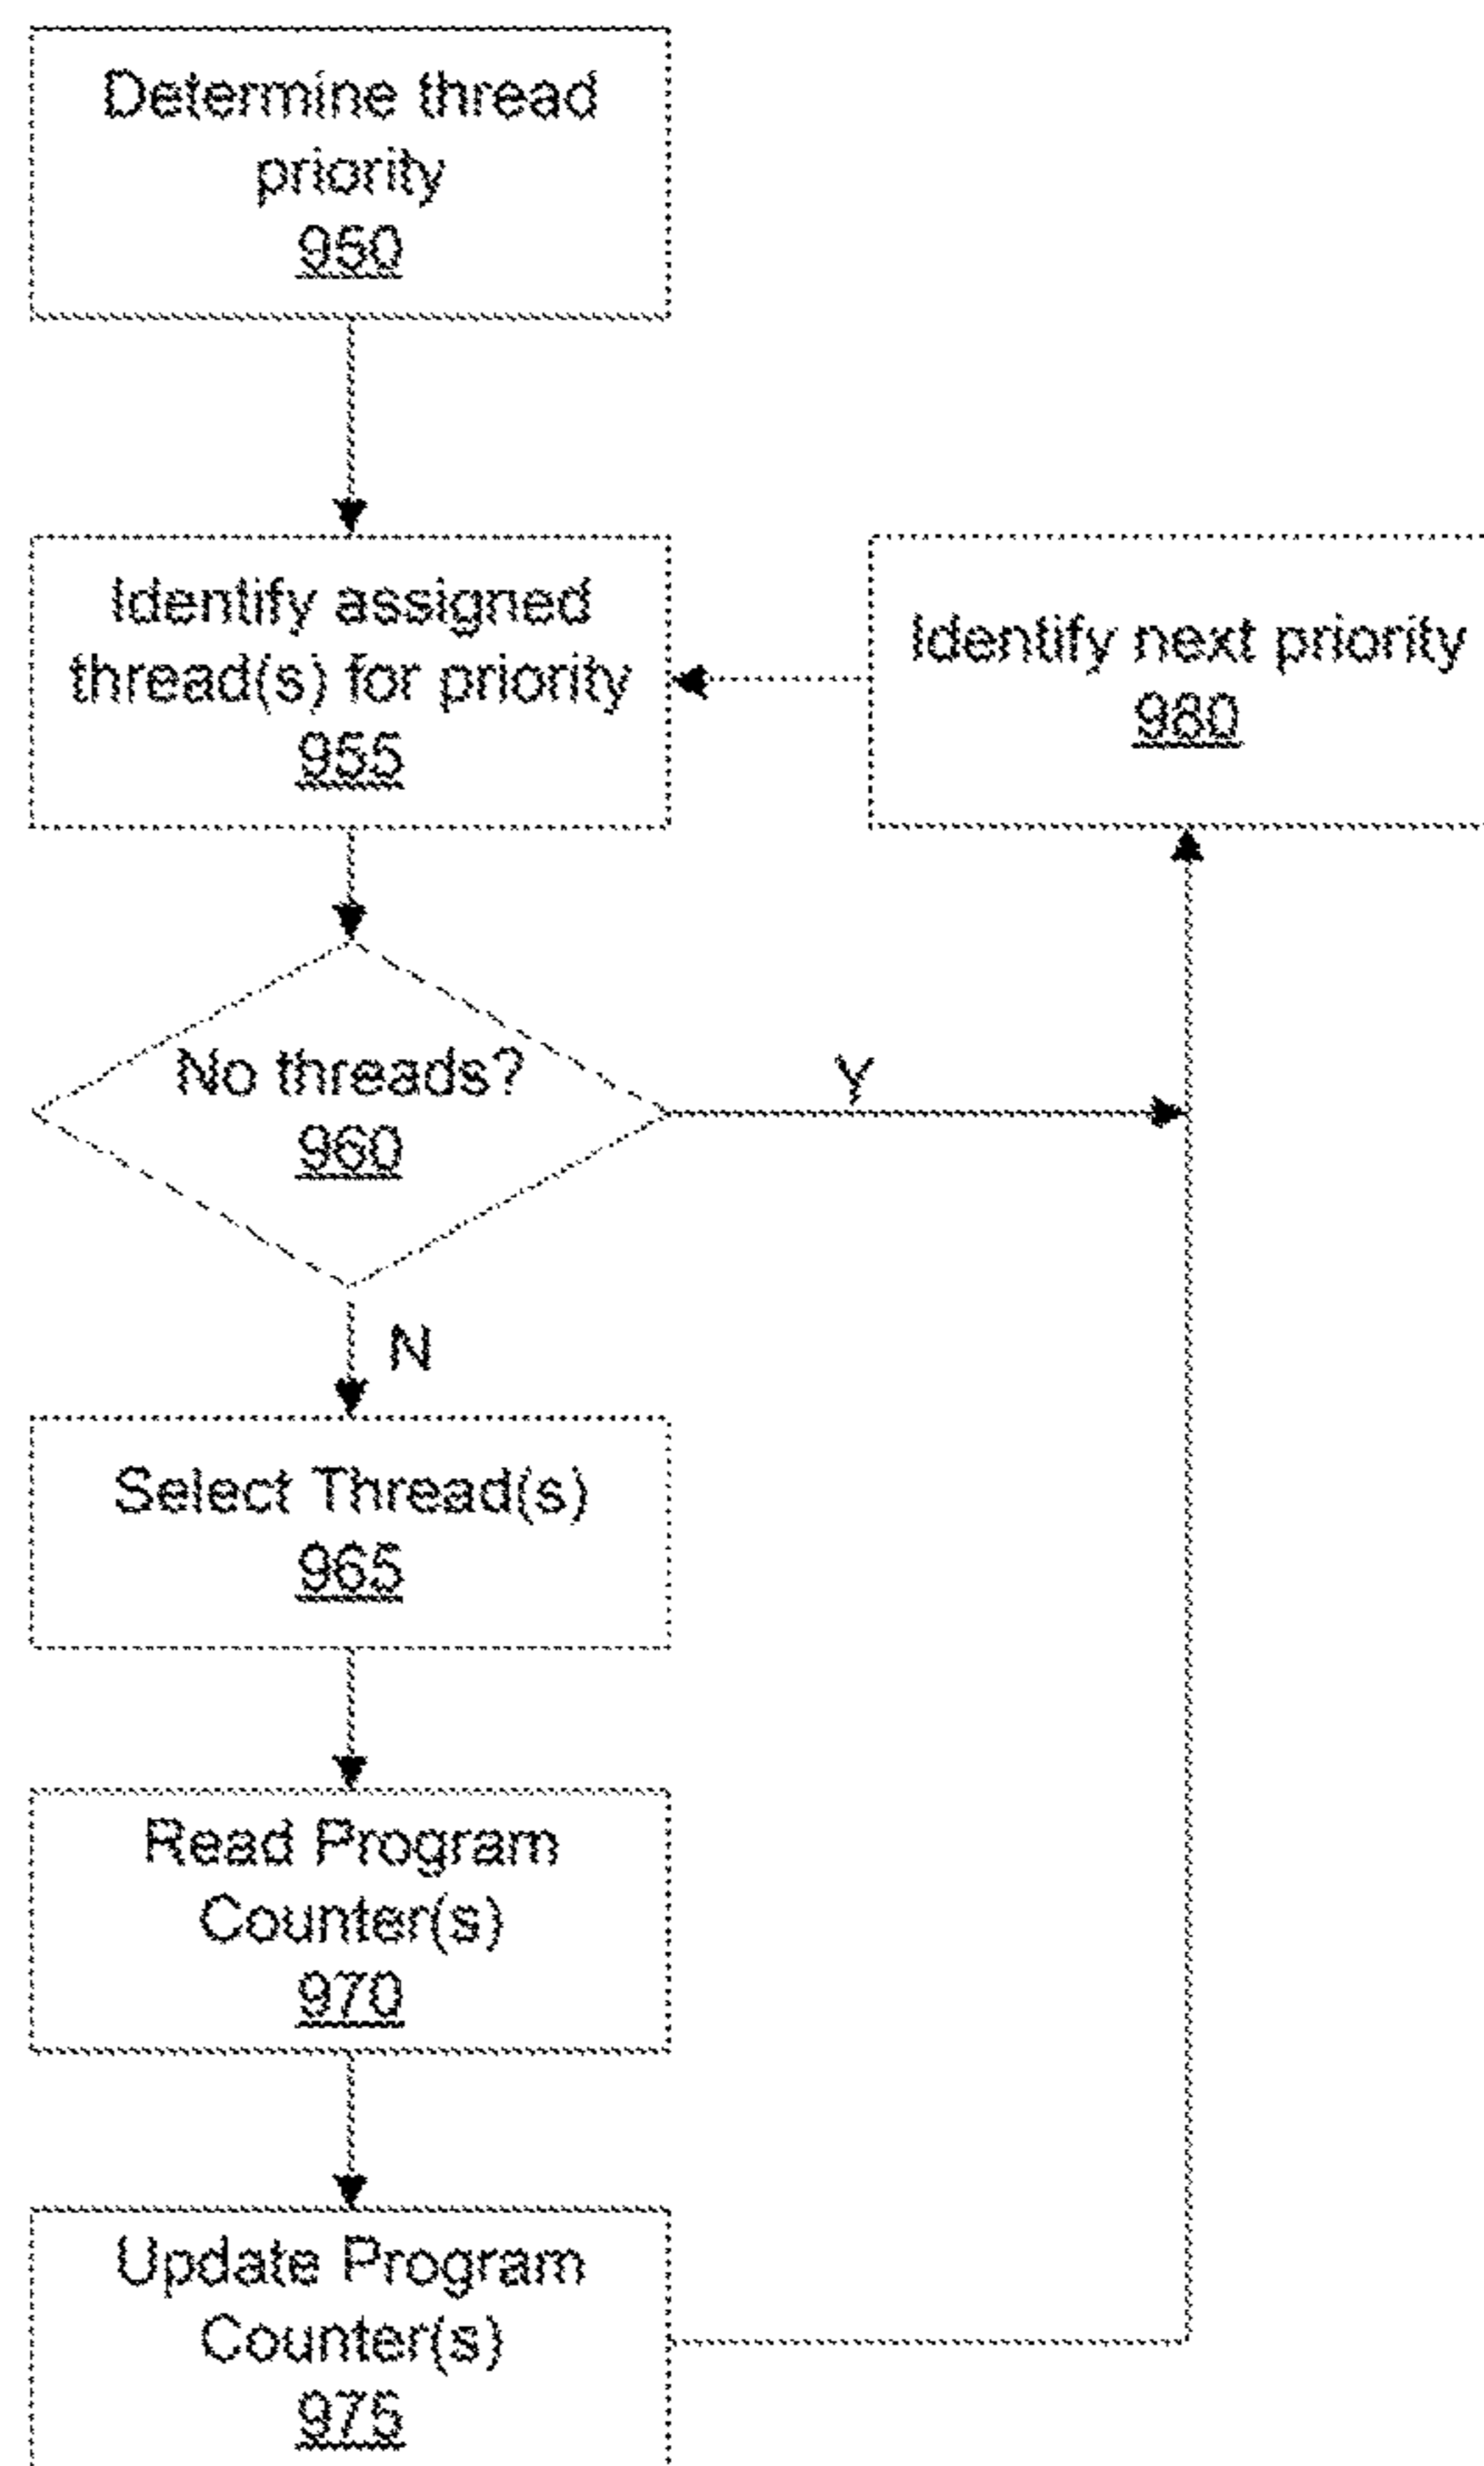 Determine thread
priority
950
Identify assigned
thread(s) for priority
955
Identify next priority
980
No threads?
960
Y
N
Select Thread(s)
965
Read Program
Counter(s)
970
Update Program
Counter(s)
975